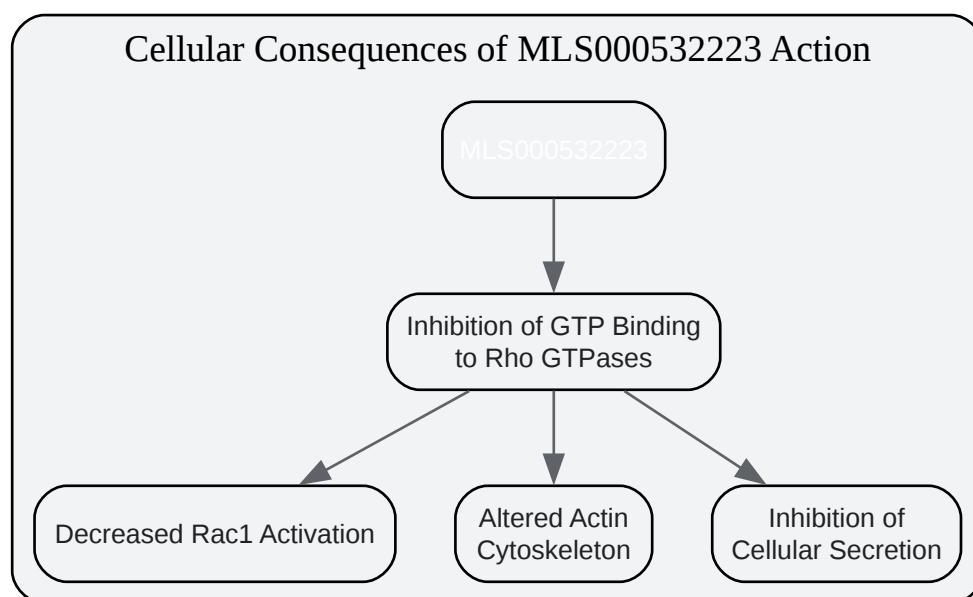 Cellular Consequences of MLS000532223 Action
MLS000532223
Inhibition of GTP Binding
to Rho GTPases
Decreased Rac1 Activation
Altered Actin
Cytoskeleton
Inhibition of
Cellular Secretion